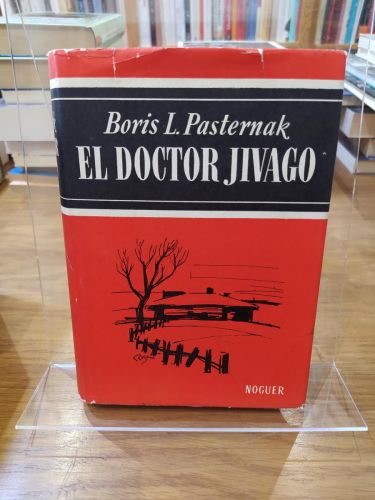 Boris L. Pasternak
EL DOCTOR JIVAGO
NOGUER